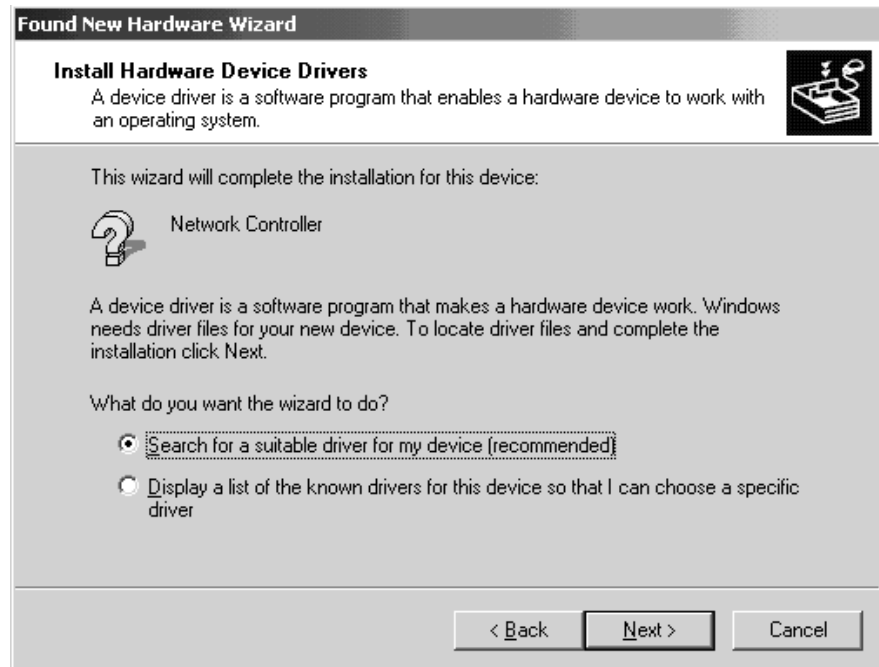 Found New Hardware Wizard
Install Hardware Device Drivers
A device driver is a software program that enables a hardware device to work with
an operating system.
This wizard will complete the installation for this device:
Network Controller
A device driver is a software program that makes a hardware device work. Windows
needs driver files for your new device. To locate driver files and complete the
installation click Next.
What do you want the wizard to do?
Search for a suitable driver for my device (recommended)
Display a list of the known drivers for this device so that I can choose a specific
driver
< Back Next > Cancel